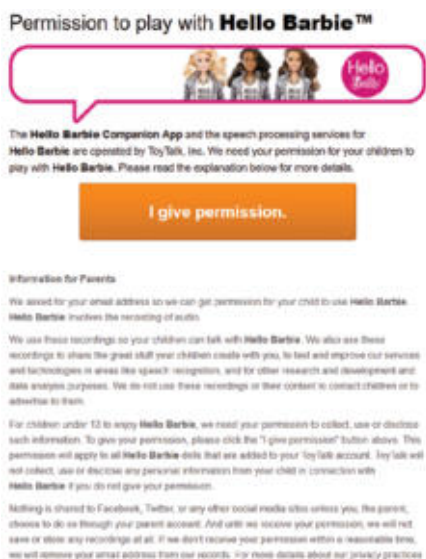 Permission to play with Hello Barbie™
Hello
Barbie
The Hello Barbie Companion App and the speech processing services for
Hello Barbie are operated by ToyTalk, Inc. We need your permission for your children to
play with Hello Barbie. Please read the explanation below for more details.
I give permission.
Information for Parents
We asked for your email address so we can get permission for your child to use Hello Barbie.
Hello Barbie involves the recording of audio.
We use these recordings so your children can talk with Hello Barbie. We also use these
recordings to share the great stuff your children create with you, to test and improve our services
and technologies in areas like speech recognition, and for other research and development and
data analysis purposes. We do not use these recordings or their content to contact children or to
advertise to them.
For children under 13 to enjoy Hello Barbie, we need your permission to collect, use or disclose
such information. To give your permission, please click the "I give permission" button above. This
permission will apply to all Hello Barbie dolls that are added to your ToyTalk account. ToyTalk will
not collect, use or disclose any personal information from your child in connection with
Hello Barbie if you do not give your permission.
Nothing is shared to Facebook, Twitter, or any other social media sites unless you, the parent,
choose to do so through your parent account. And until we receive your permission, we will not
save or store any recordings at all. If we don't receive your permission within a reasonable time,
we will remove your email address from our records. For more details about our privacy practices